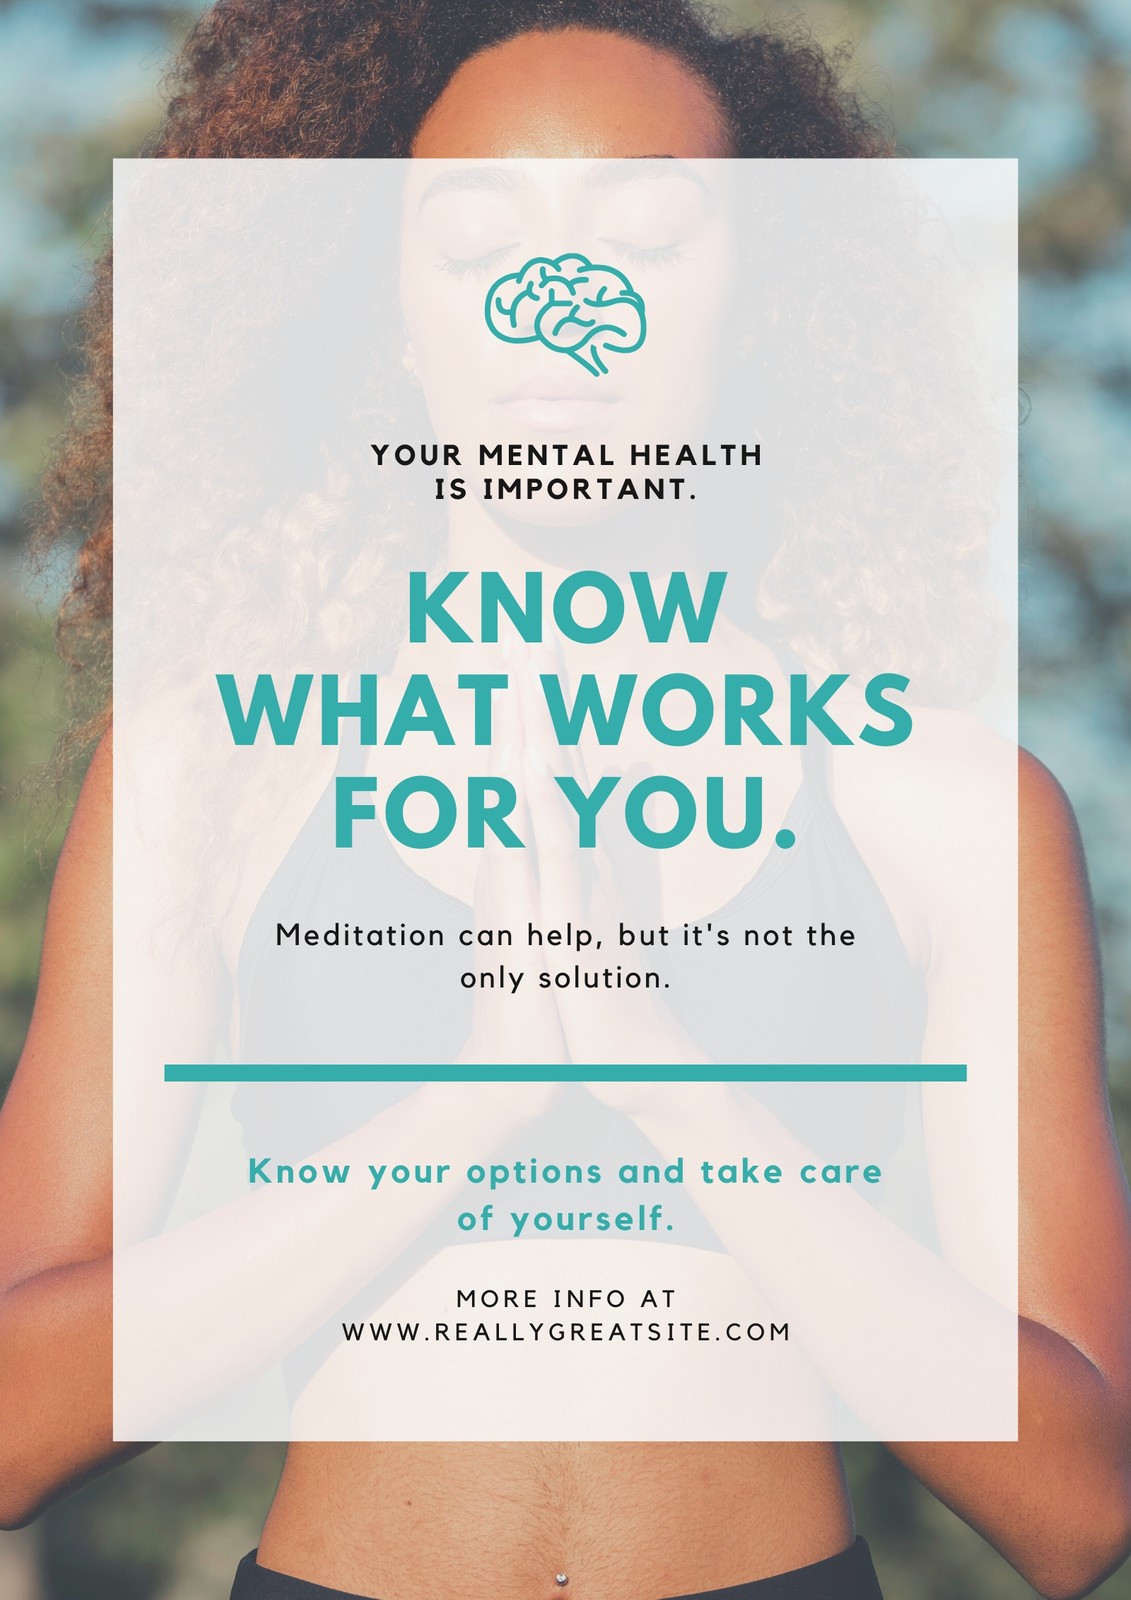 YOUR MENTAL HEALTH
IS IMPORTANT.
KNOW
WHAT WORKS
FOR YOU.
Meditation can help, but it's not the
only solution.
Know your options and take care
of yourself.
MORE INFO AT
WWW.REALLYGREATSITE.COM